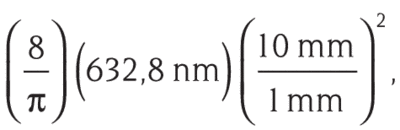 (8/π)(632,8 nm)(10 mm/1 mm)²,